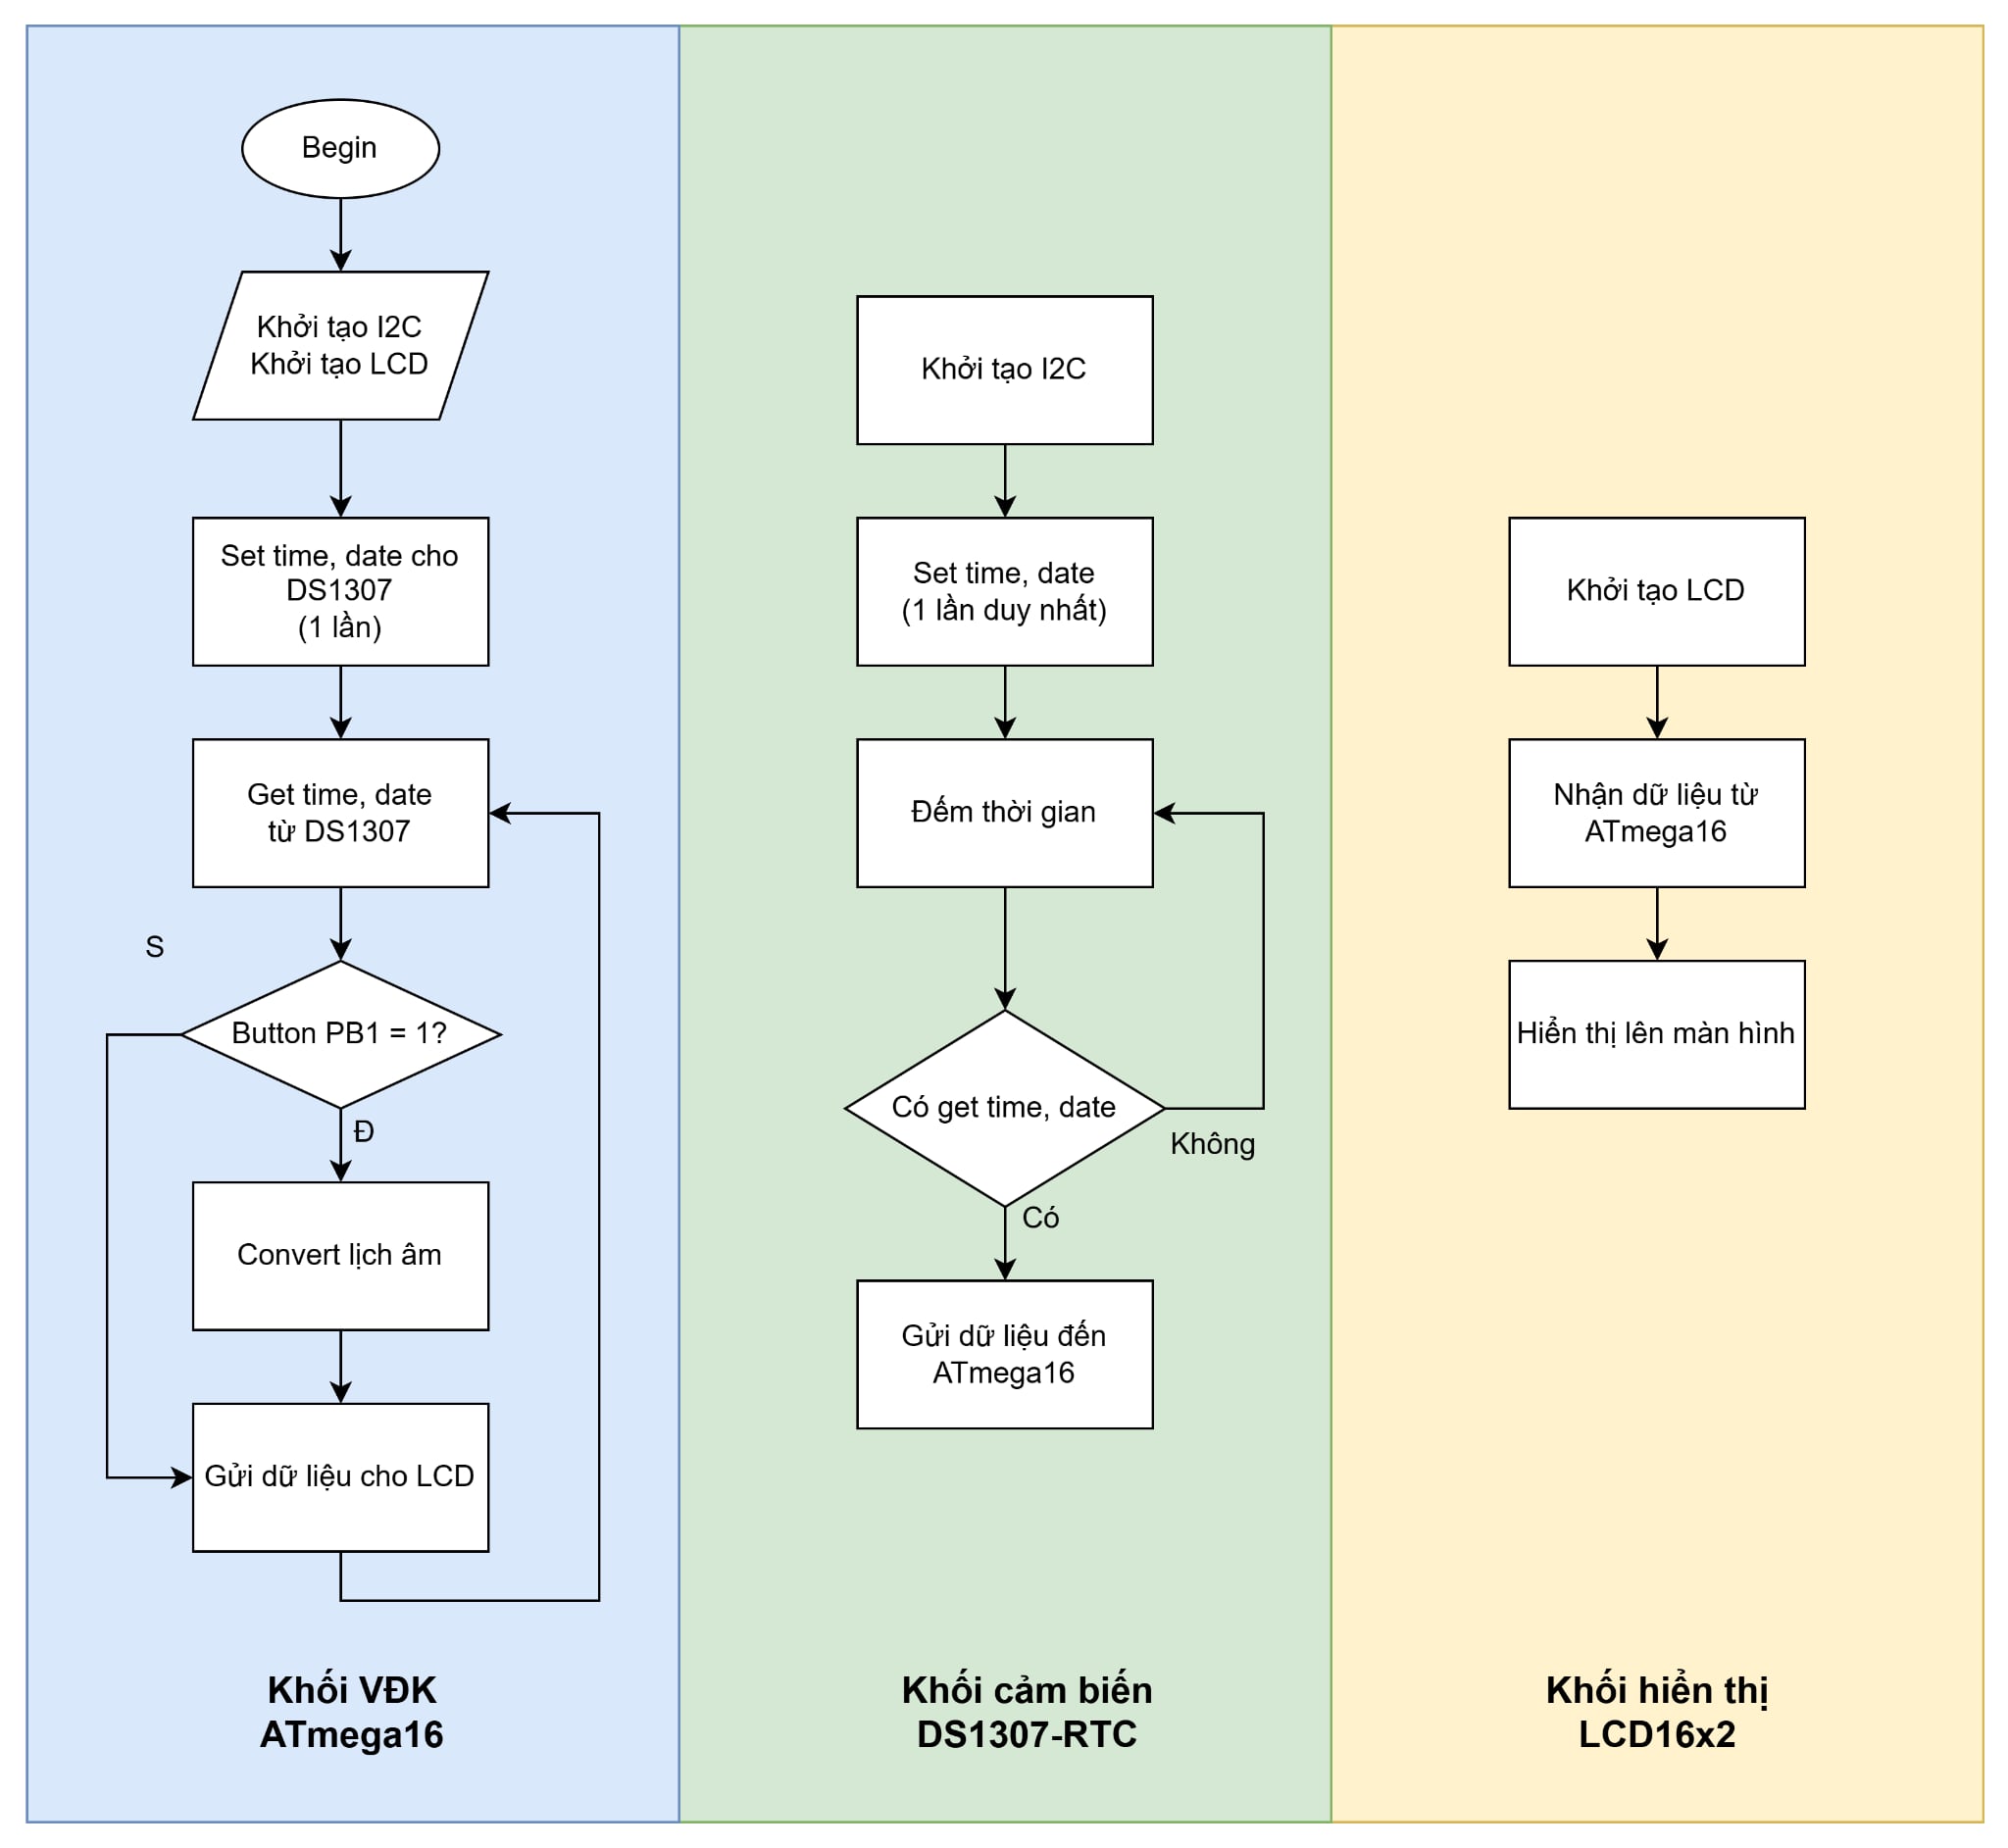 Begin
Khởi tạo I2C
Khởi tạo LCD
Set time, date cho
DS1307
(1 lần)
Get time, date
từ DS1307
S
Button PB1 = 1?
Đ
Convert lịch âm
Gửi dữ liệu cho LCD
Khối VĐK
ATmega16
Khởi tạo I2C
Set time, date
(1 lần duy nhất)
Đếm thời gian
Có get time, date
Không
Có
Gửi dữ liệu đến
ATmega16
Khối cảm biến
DS1307-RTC
Khởi tạo LCD
Nhận dữ liệu từ
ATmega16
Hiển thị lên màn hình
Khối hiển thị
LCD16x2